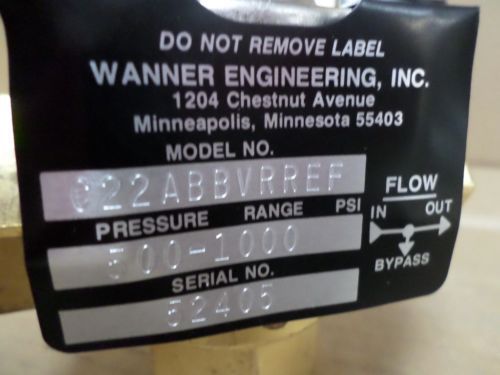 DO NOT REMOVE LABEL
WANNER ENGINEERING, INC.
1204 Chestnut Avenue
Minneapolis, Minnesota 55403
MODEL NO.
C22ABBVRREF
PRESSURE RANGE PSI
500-1000
SERIAL NO.
52405
FLOW
IN OUT
BYPASS